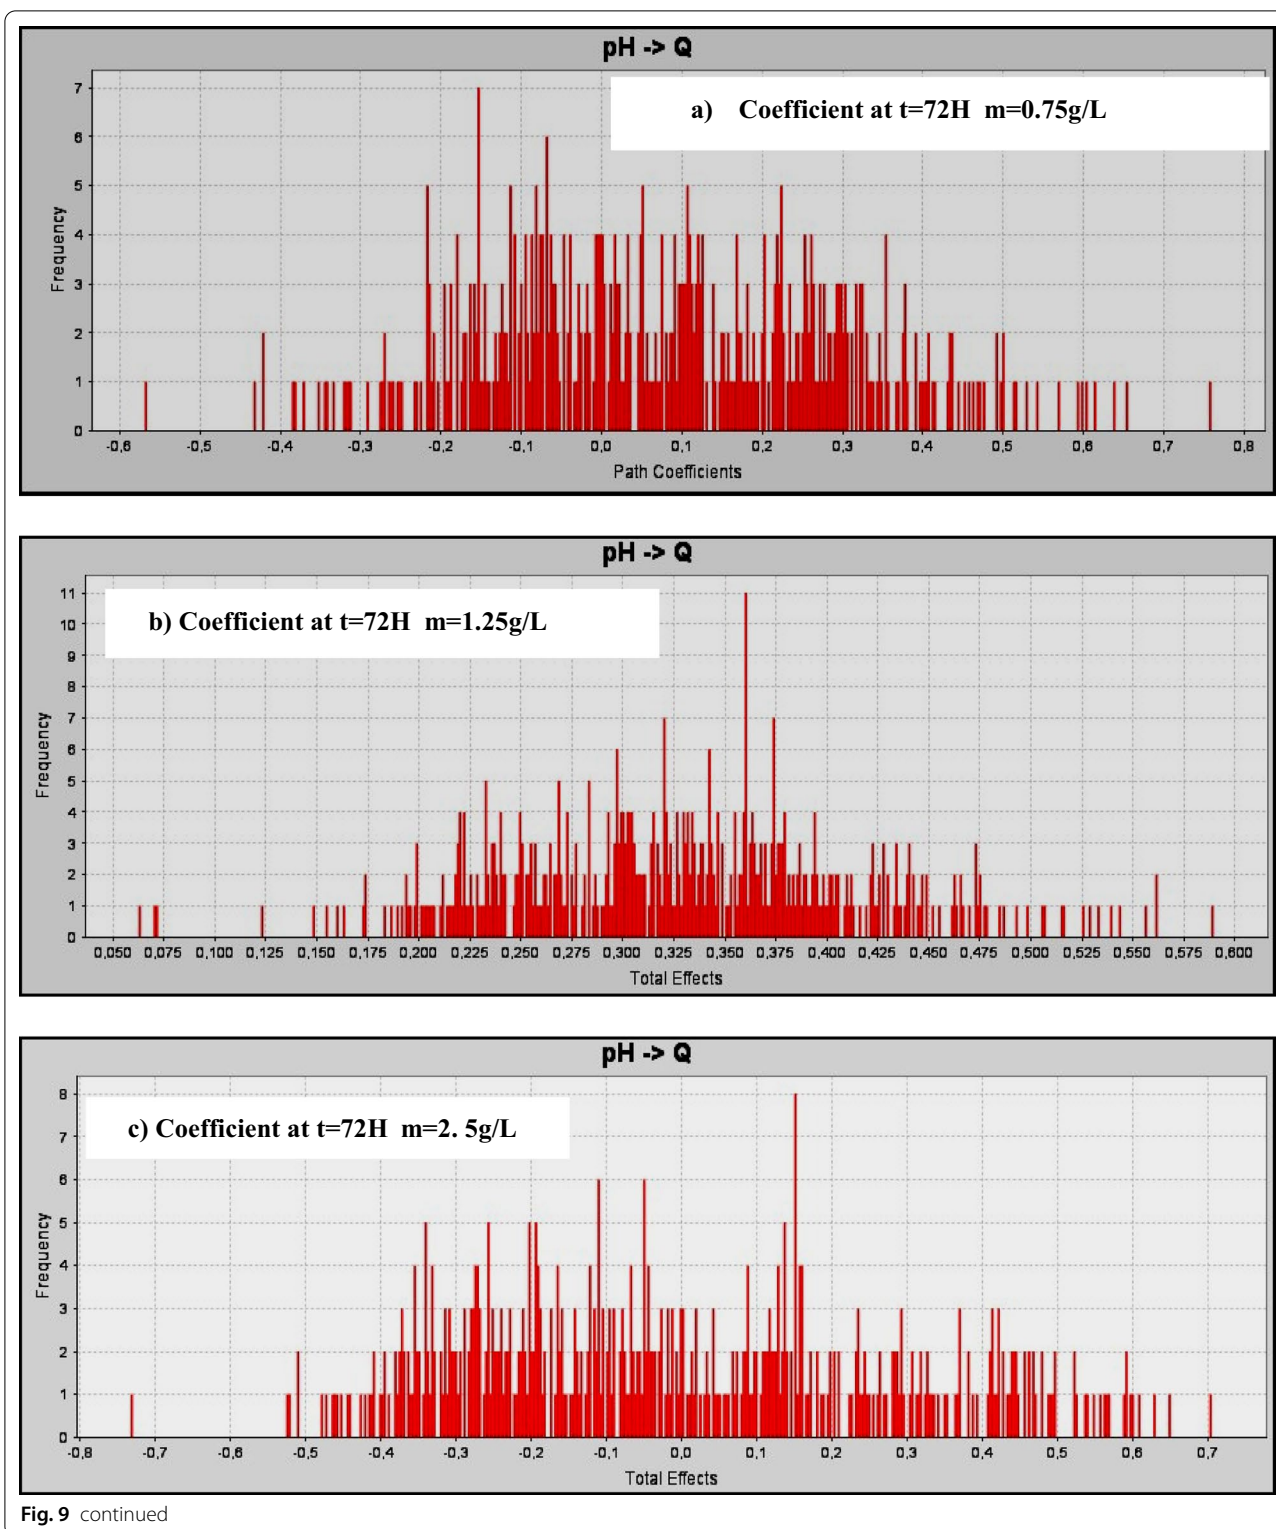 pH -> Q
a) Coefficient at t=72H m=0.75g/L
7
6
5
4
3
2
1
0
Frequency
-0,6 -0,5 -0,4 -0,3 -0,2 -0,1 0,0 0,1 0,2 0,3 0,4 0,5 0,6 0,7 0,8
Path Coefficients
pH -> Q
b) Coefficient at t=72H m=1.25g/L
11
10
9
8
7
6
5
4
3
2
1
0
Frequency
0,050 0,075 0,100 0,125 0,150 0,175 0,200 0,225 0,250 0,275 0,300 0,325 0,350 0,375 0,400 0,425 0,450 0,475 0,500 0,525 0,550 0,575 0,600
Total Effects
pH -> Q
c) Coefficient at t=72H m=2. 5g/L
8
7
6
5
4
3
2
1
0
Frequency
-0,8 -0,7 -0,6 -0,5 -0,4 -0,3 -0,2 -0,1 0,0 0,1 0,2 0,3 0,4 0,5 0,6 0,7
Total Effects
Fig. 9 continued